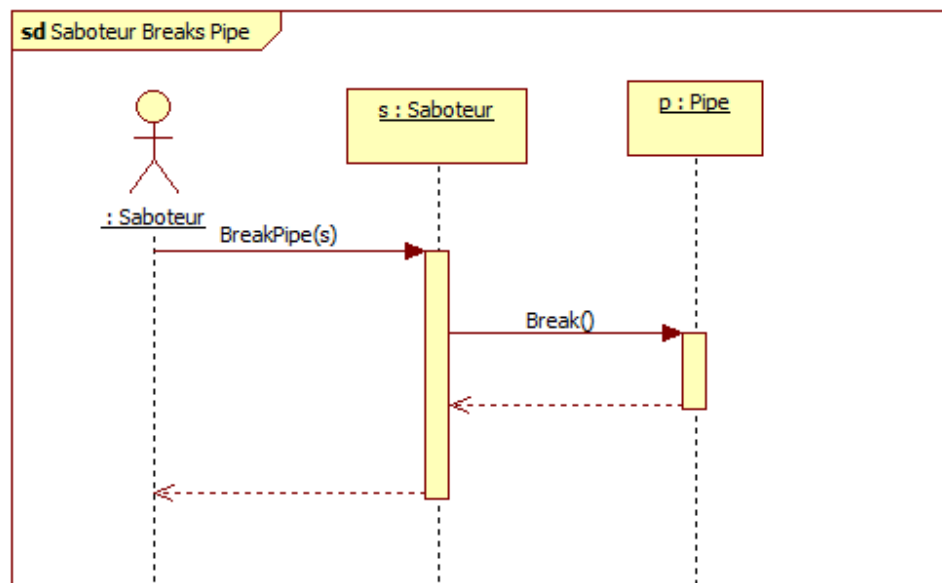 sd Saboteur Breaks Pipe
s : Saboteur
p : Pipe
: Saboteur
BreakPipe(s)
Break()